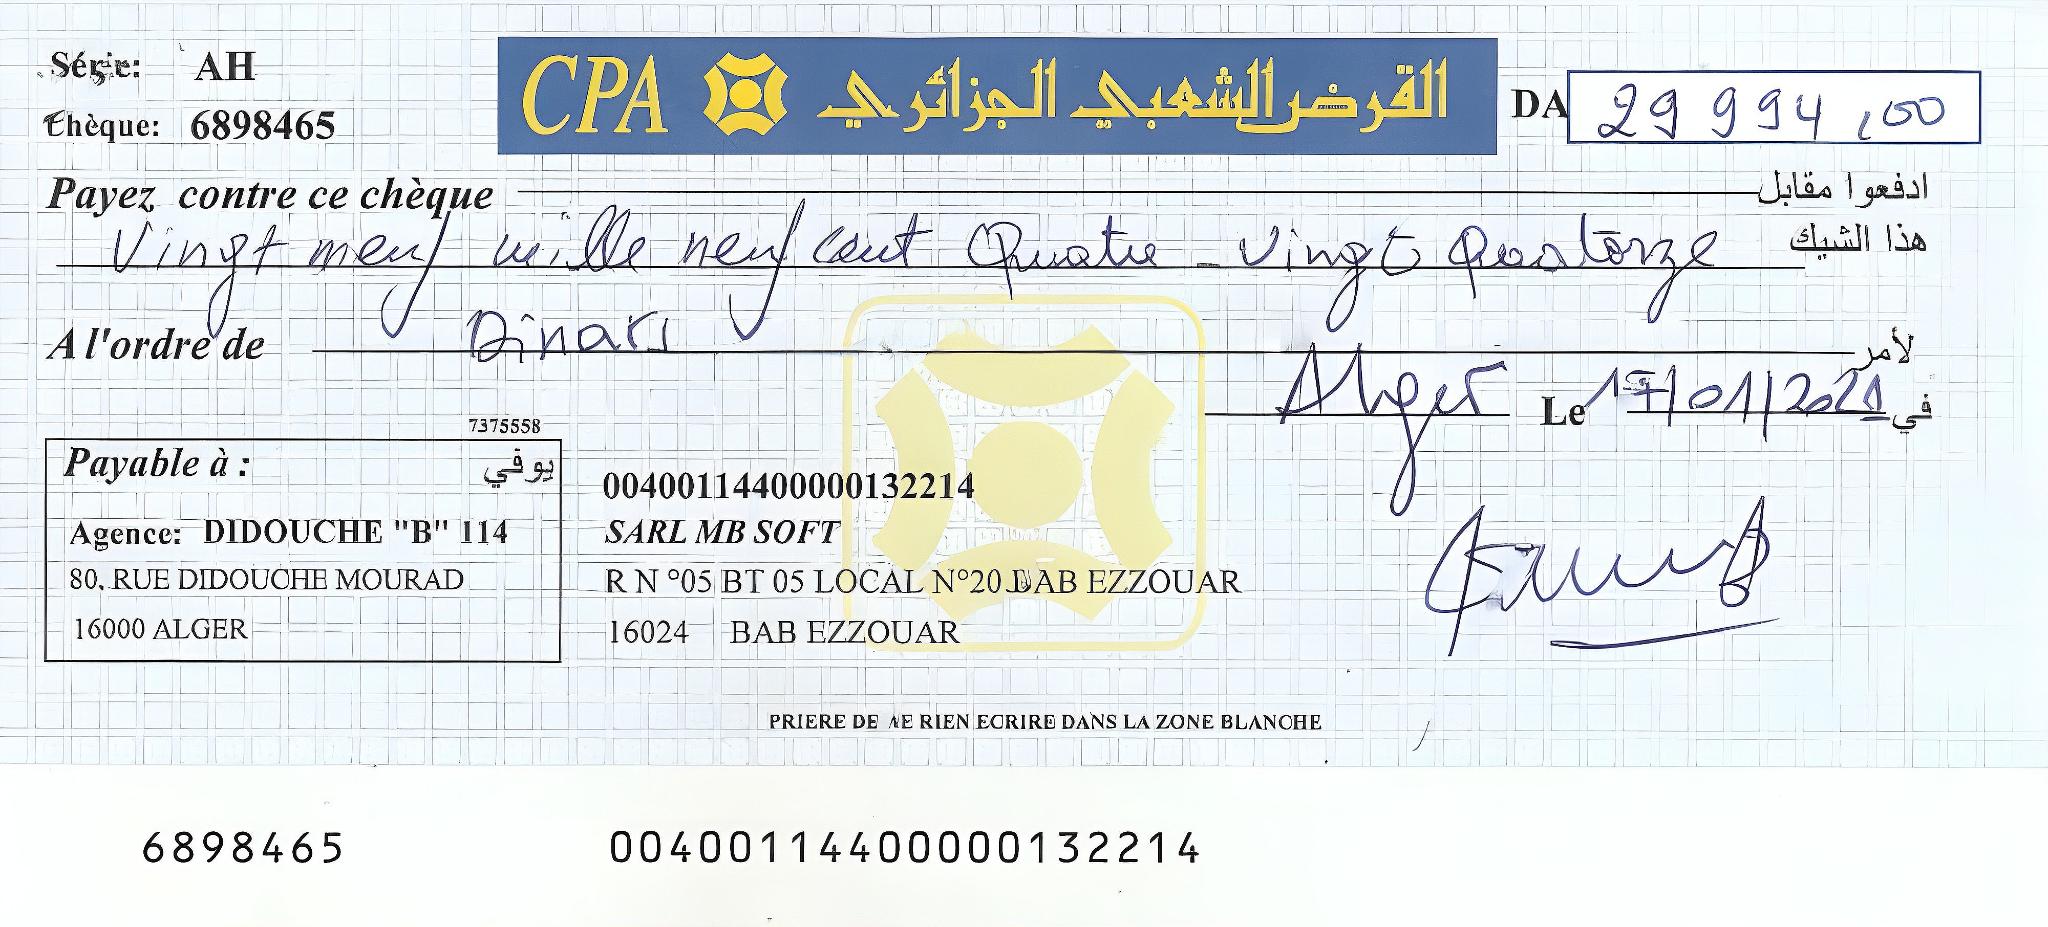 Série: AH
Chèque: 6898465
CPA القرض الشعبي الجزائري
DA 29 994,00
Payez contre ce chèque ادفعوا مقابل
هذا الشيك
Vingt neuf mille neuf cent Quatre-vingt Quatorze
Dinars
A l'ordre de لأمر
Alger Le 17/01/2021 في
7375558
Payable à : يوفي
Agence: DIDOUCHE "B" 114
80, RUE DIDOUCHE MOURAD
16000 ALGER
00400114400000132214
SARL MB SOFT
R N °05 BT 05 LOCAL N°20 BAB EZZOUAR
16024 BAB EZZOUAR
PRIERE DE NE RIEN ECRIRE DANS LA ZONE BLANCHE
6898465 00400114400000132214